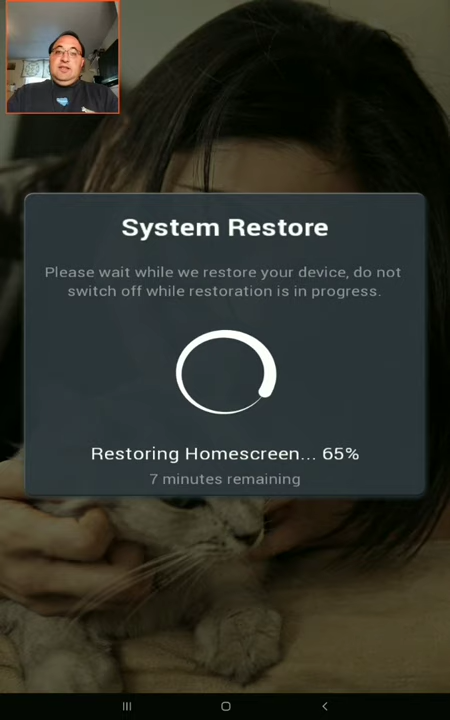 System Restore
Please wait while we restore your device, do not
switch off while restoration is in progress.
Restoring Homescreen... 65%
7 minutes remaining